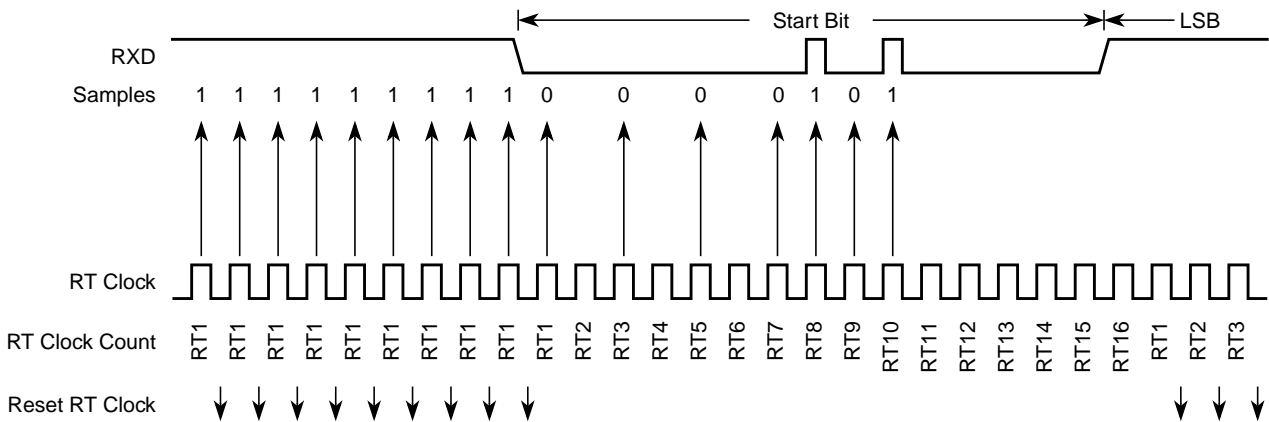 Start Bit LSB
RXD
Samples 1 1 1 1 1 1 1 1 1 0 0 0 0 1 0 1
RT Clock
RT Clock Count RT1 RT1 RT1 RT1 RT1 RT1 RT1 RT1 RT1 RT1 RT2 RT3 RT4 RT5 RT6 RT7 RT8 RT9 RT10 RT11 RT12 RT13 RT14 RT15 RT16 RT1 RT2 RT3
Reset RT Clock